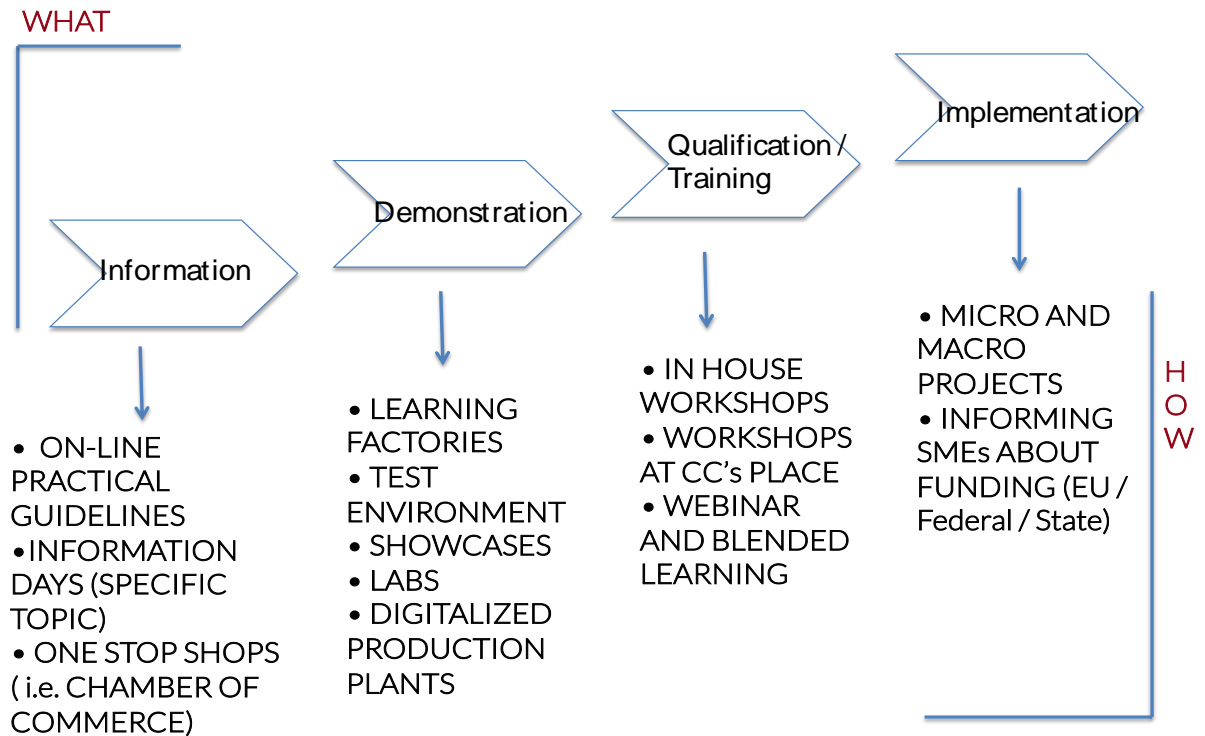 WHAT
Implementation
Qualification /
Training
Demonstration
Information
• ON-LINE
PRACTICAL
GUIDELINES
•INFORMATION
DAYS (SPECIFIC
TOPIC)
• ONE STOP SHOPS
( i.e. CHAMBER OF
COMMERCE)
• LEARNING
FACTORIES
• TEST
ENVIRONMENT
• SHOWCASES
• LABS
• DIGITALIZED
PRODUCTION
PLANTS
• IN HOUSE
WORKSHOPS
• WORKSHOPS
AT CC’s PLACE
• WEBINAR
AND BLENDED
LEARNING
• MICRO AND
MACRO
PROJECTS
• INFORMING
SMEs ABOUT
FUNDING (EU /
Federal / State)
H
O
W